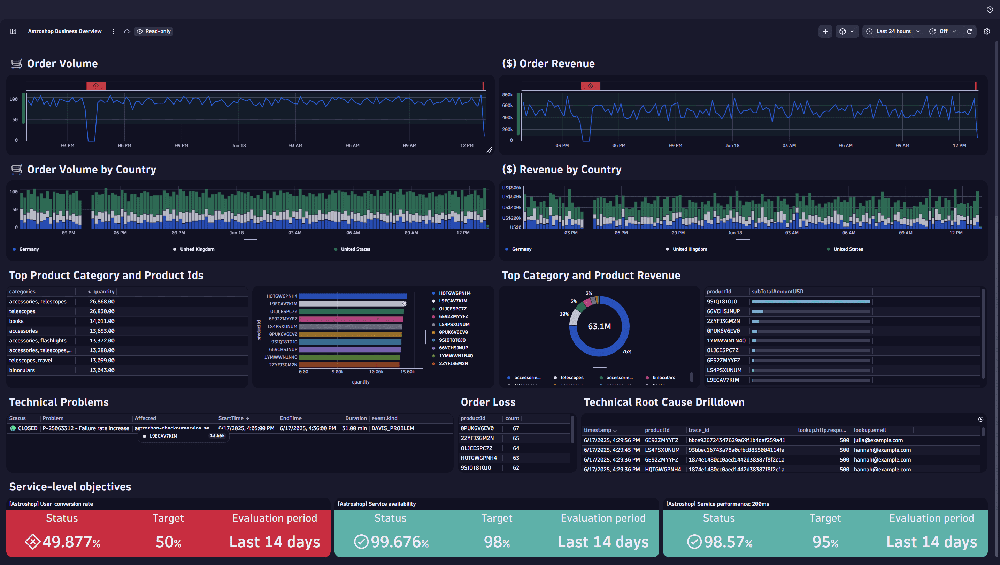 Astroshop Business Overview
Read-only
Last 24 hours
Off
Order Volume
100
50
0
03 PM 06 PM 09 PM Jun 18 03 AM 06 AM 09 AM 12 PM
($) Order Revenue
800k
600k
400k
200k
0
03 PM 06 PM 09 PM Jun 18 03 AM 06 AM 09 AM 12 PM
Order Volume by Country
100
50
0
03 PM 06 PM 09 PM Jun 18 03 AM 06 AM 09 AM 12 PM
Germany United Kingdom United States
($) Revenue by Country
US$800k
US$600k
US$400k
US$200k
US$0
03 PM 06 PM 09 PM Jun 18 03 AM 06 AM 09 AM 12 PM
Germany United Kingdom United States
Top Product Category and Product Ids
categories quantity
accessories, telescopes 26,868.00
telescopes 26,830.00
books 14,011.00
accessories 13,653.00
accessories, flashlights 13,372.00
accessories, telescopes,... 13,288.00
telescopes, travel 13,099.00
binoculars 13,043.00
productId
HQTGWGPNH4
L9ECAV7KIM
OLJCESPC7Z
6E92ZMYYFZ
LS4PSXUNUM
0PUK6V6EV0
9SIQT8TOJO
66VCHSJNUP
1YMWWN1N4O
2ZYFJ3GM2N
0.00 5.00k 10.00k 15.00k
quantity
HQTGWGPNH4
L9ECAV7KIM
OLJCESPC7Z
6E92ZMYYFZ
LS4PSXUNUM
0PUK6V6EV0
9SIQT8TOJO
66VCHSJNUP
1YMWWN1N4O
2ZYFJ3GM2N
Top Category and Product Revenue
3%
5%
10%
63.1M
76%
accessorie... telescopes accessorie... binoculars
productId subTotalAmountUSD
9SIQT8TOJO
66VCHSJNUP
2ZYFJ3GM2N
0PUK6V6EV0
1YMWWN1N4O
OLJCESPC7Z
6E92ZMYYFZ
LS4PSXUNUM
L9ECAV7KIM
Technical Problems
Status Problem Affected StartTime EndTime Duration event.kind
CLOSED P-25063312 - Failure rate increase astroshop-checkoutservice, as... 6/17/2025, 4:05:00 PM 6/17/2025, 4:36:00 PM 31.00 min DAVIS_PROBLEM
L9ECAV7KIM 13.65k
Order Loss
productId count
0PUK6V6EV0 67
2ZYFJ3GM2N 65
OLJCESPC7Z 64
HQTGWGPNH4 63
9SIQT8TOJO 62
Technical Root Cause Drilldown
timestamp productId trace_id lookup.http.respo... lookup.email
6/17/2025, 4:29:56 PM 6E92ZMYYFZ bbce926724347629a69f1b4daf259a41 500 julia@example.com
6/17/2025, 4:29:45 PM LS4PSXUNUM 93bbec16743a78a0cfbc8855004114fa 500 hannah@example.com
6/17/2025, 4:29:36 PM 6E92ZMYYFZ 1874e1480cc0aed1442d38387f8f2c1a 500 hannah@example.com
6/17/2025, 4:29:36 PM HQTGWGPNH4 1874e1480cc0aed1442d38387f8f2c1a 500 hannah@example.com
Service-level objectives
[Astroshop] User-conversion rate
Status Target Evaluation period
49.877% 50% Last 14 days
[Astroshop] Service availability
Status Target Evaluation period
99.676% 98% Last 14 days
[Astroshop] Service performance: 200ms
Status Target Evaluation period
98.57% 95% Last 14 days